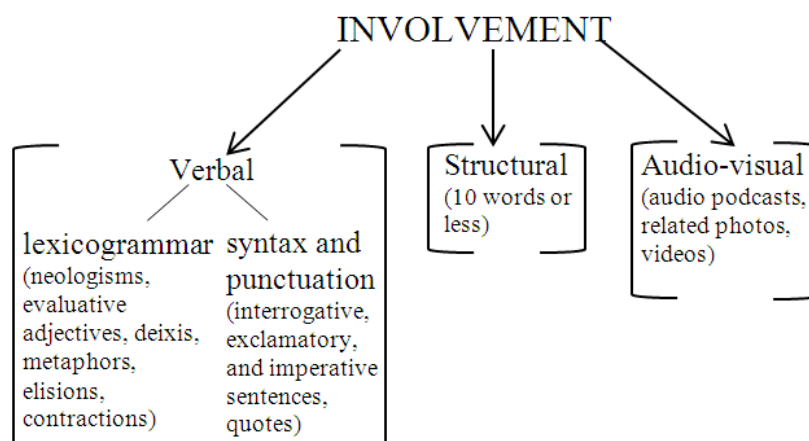 INVOLVEMENT
Verbal
lexicogrammar
(neologisms,
evaluative
adjectives, deixis,
metaphors,
elisions,
contractions)
syntax and
punctuation
(interrogative,
exclamatory,
and imperative
sentences,
quotes)
Structural
(10 words or
less)
Audio-visual
(audio podcasts,
related photos,
videos)